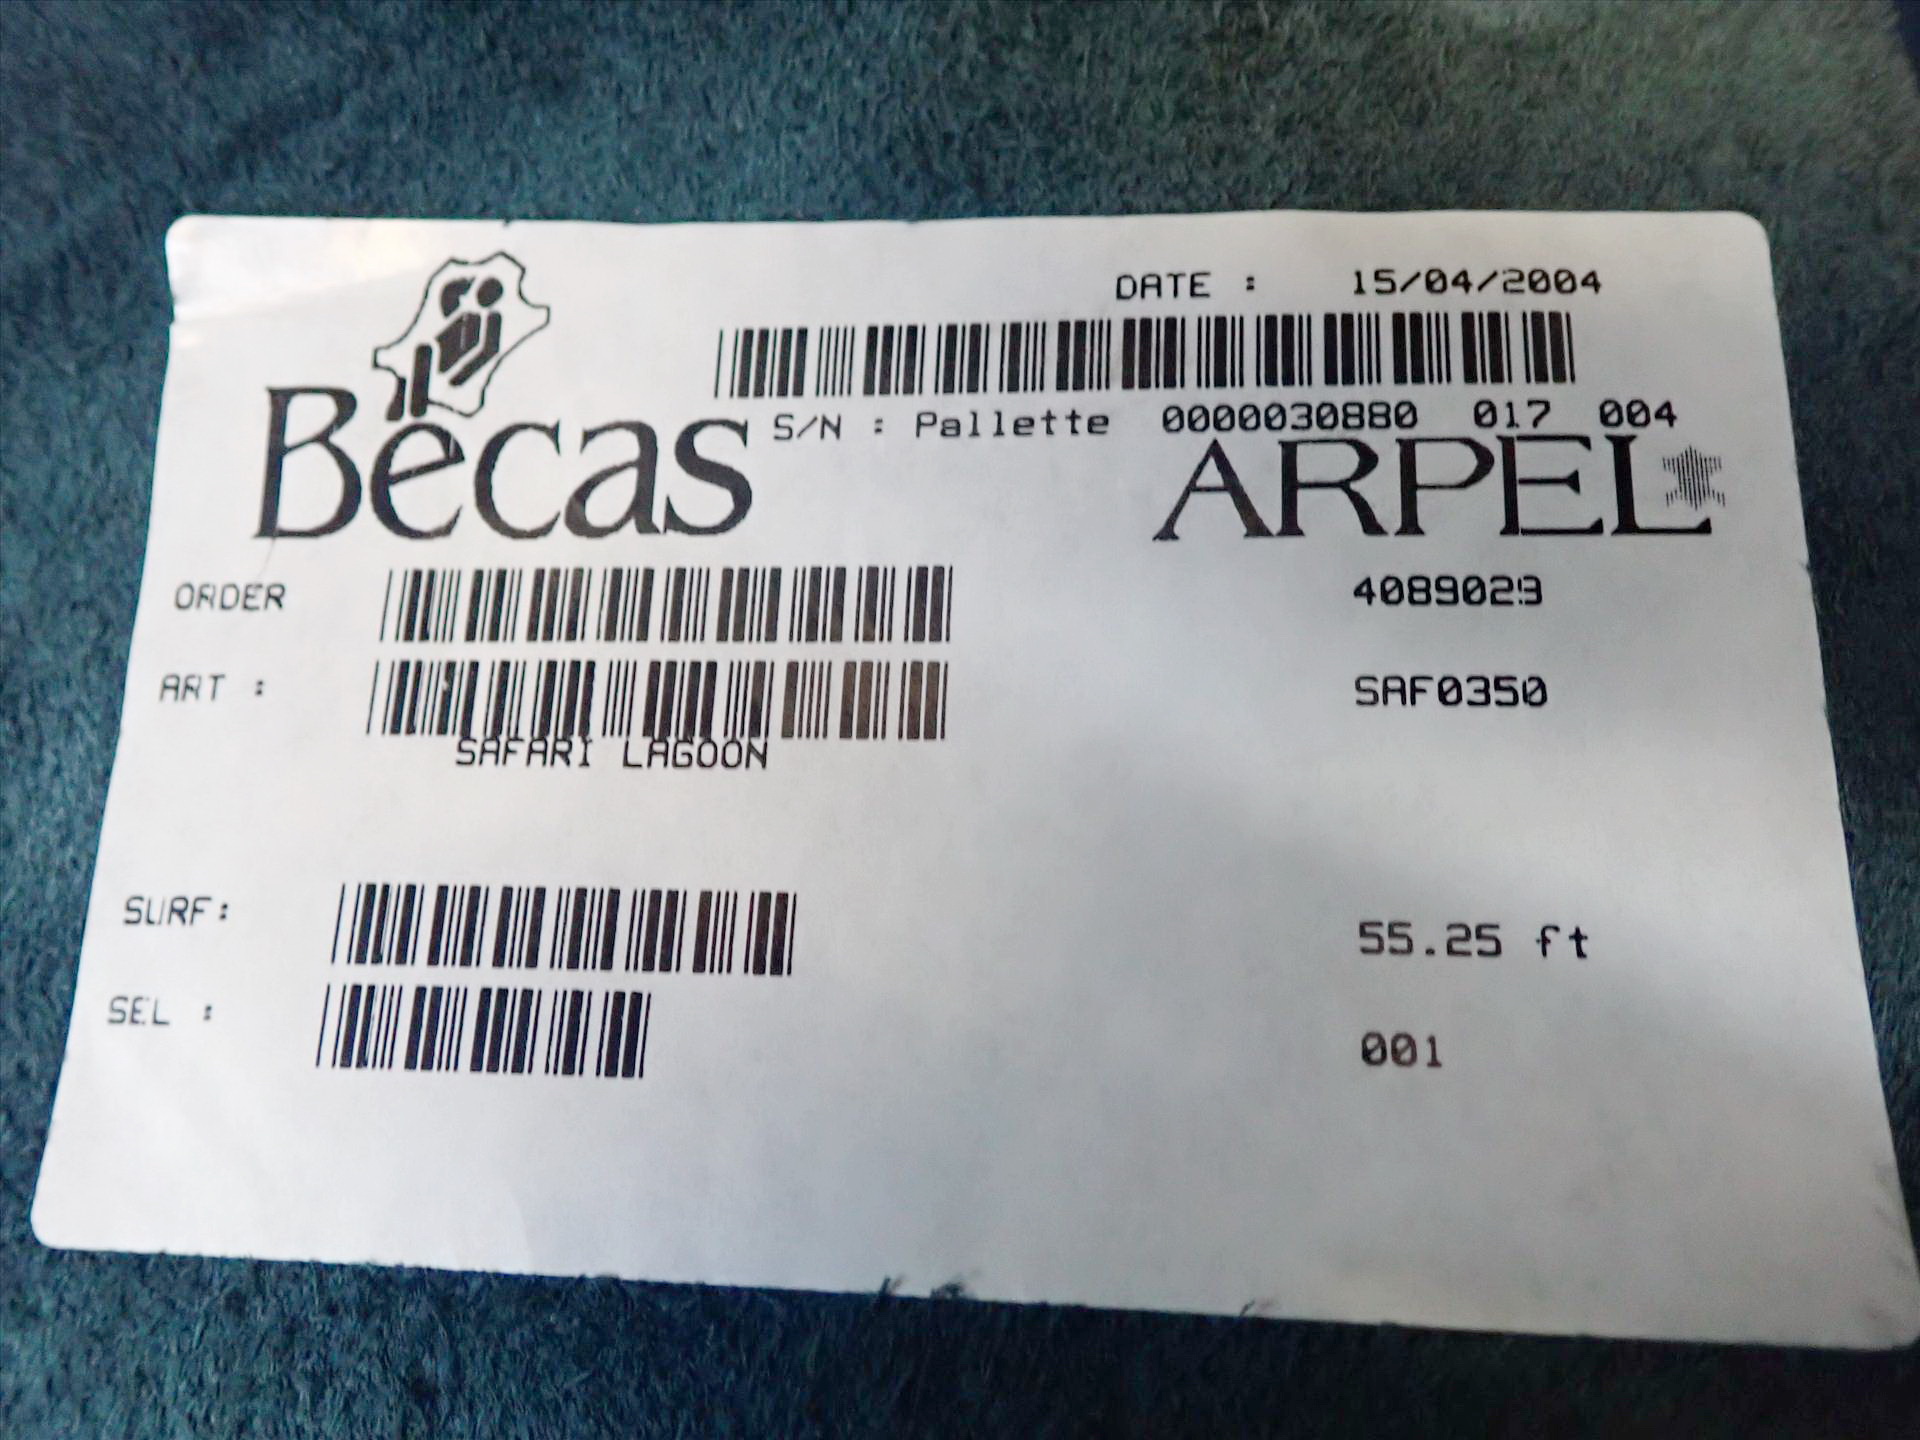 DATE : 15/04/2004
S/N : Pallette 0000030880 017 004
Becas ARPEL
ORDER 4089029
ART : SAF0350
SAFARI LAGOON
SURF: 55.25 ft
SEL : 001